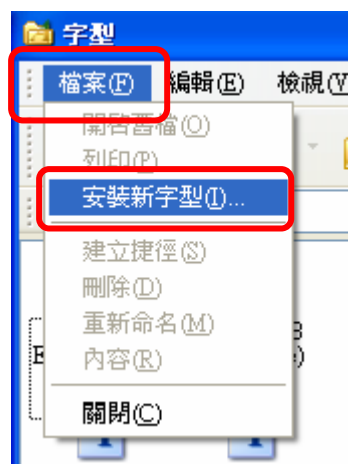 字型
檔案(F) 編輯(E) 檢視(V
開啓舊檔(O)
列印(P)
安裝新字型(I)...
建立捷徑(S)
刪除(D)
重新命名(M)
內容(R)
關閉(C)